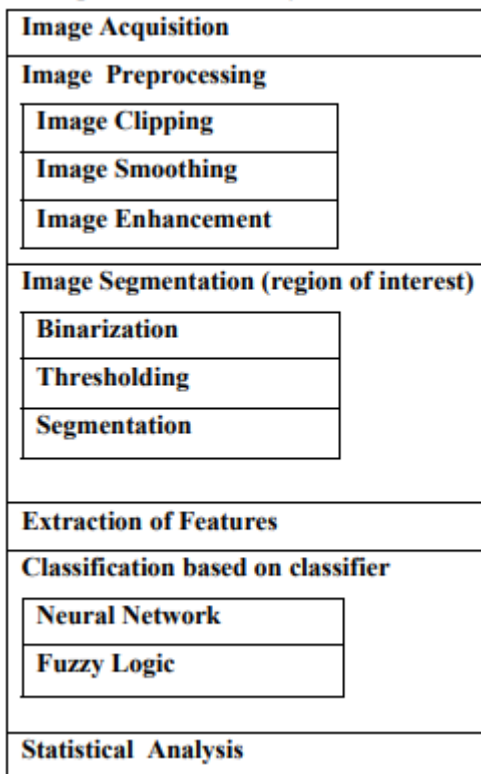 Image Acquisition
Image Preprocessing
Image Clipping
Image Smoothing
Image Enhancement
Image Segmentation (region of interest)
Binarization
Thresholding
Segmentation
Extraction of Features
Classification based on classifier
Neural Network
Fuzzy Logic
Statistical Analysis